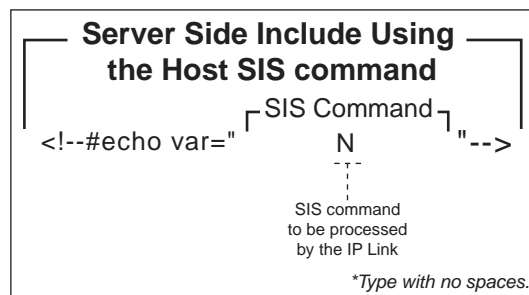 Server Side Include Using
the Host SIS command
SIS Command
<!--#echo var=" N "-->
SIS command
to be processed
by the IP Link
*Type with no spaces.